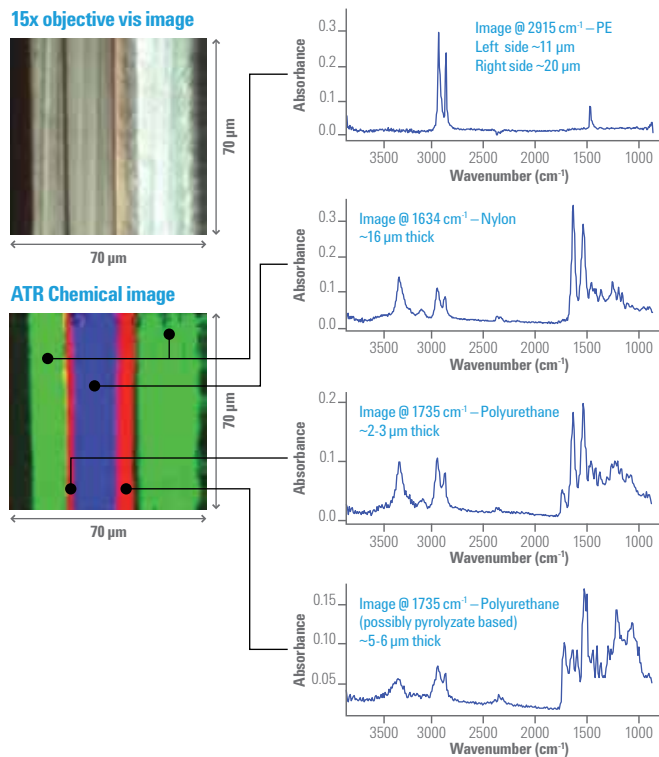 15x objective vis image
70 µm
70 µm
ATR Chemical image
70 µm
70 µm
Image @ 2915 cm-1 – PE
Left side ~11 µm
Right side ~20 µm
Absorbance
0.3
0.2
0.1
0.0
3500 3000 2500 2000 1500 1000
Wavenumber (cm-1)
Image @ 1634 cm-1 – Nylon
~16 µm thick
Absorbance
0.3
0.2
0.1
0.0
3500 3000 2500 2000 1500 1000
Wavenumber (cm-1)
Image @ 1735 cm-1 – Polyurethane
~2-3 µm thick
Absorbance
0.2
0.1
0.0
3500 3000 2500 2000 1500 1000
Wavenumber (cm-1)
Image @ 1735 cm-1 – Polyurethane
(possibly pyrolyzate based)
~5-6 µm thick
Absorbance
0.15
0.10
0.05
3500 3000 2500 2000 1500 1000
Wavenumber (cm-1)